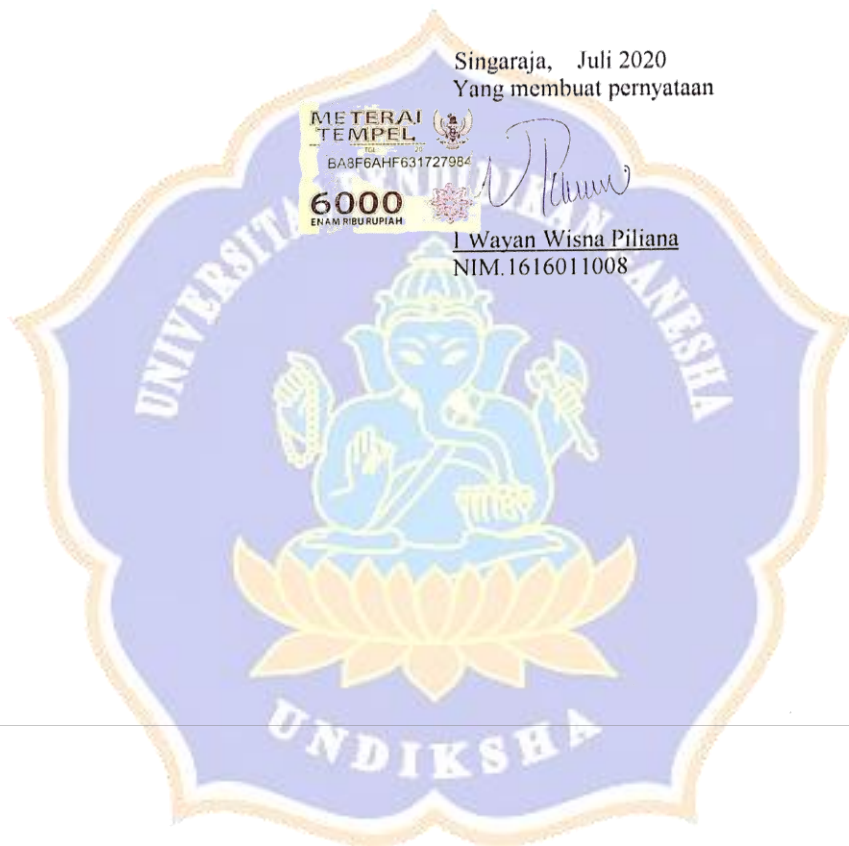 Singaraja, Juli 2020
Yang membuat pernyataan
METERAI
TEMPEL
BA8F6AHF631727984
6000
ENAM RIBU RUPIAH
I Wayan Wisna Piliana
NIM.1616011008
UNIVERSITAS PENDIDIKAN GANESHA
UNDIKSHA